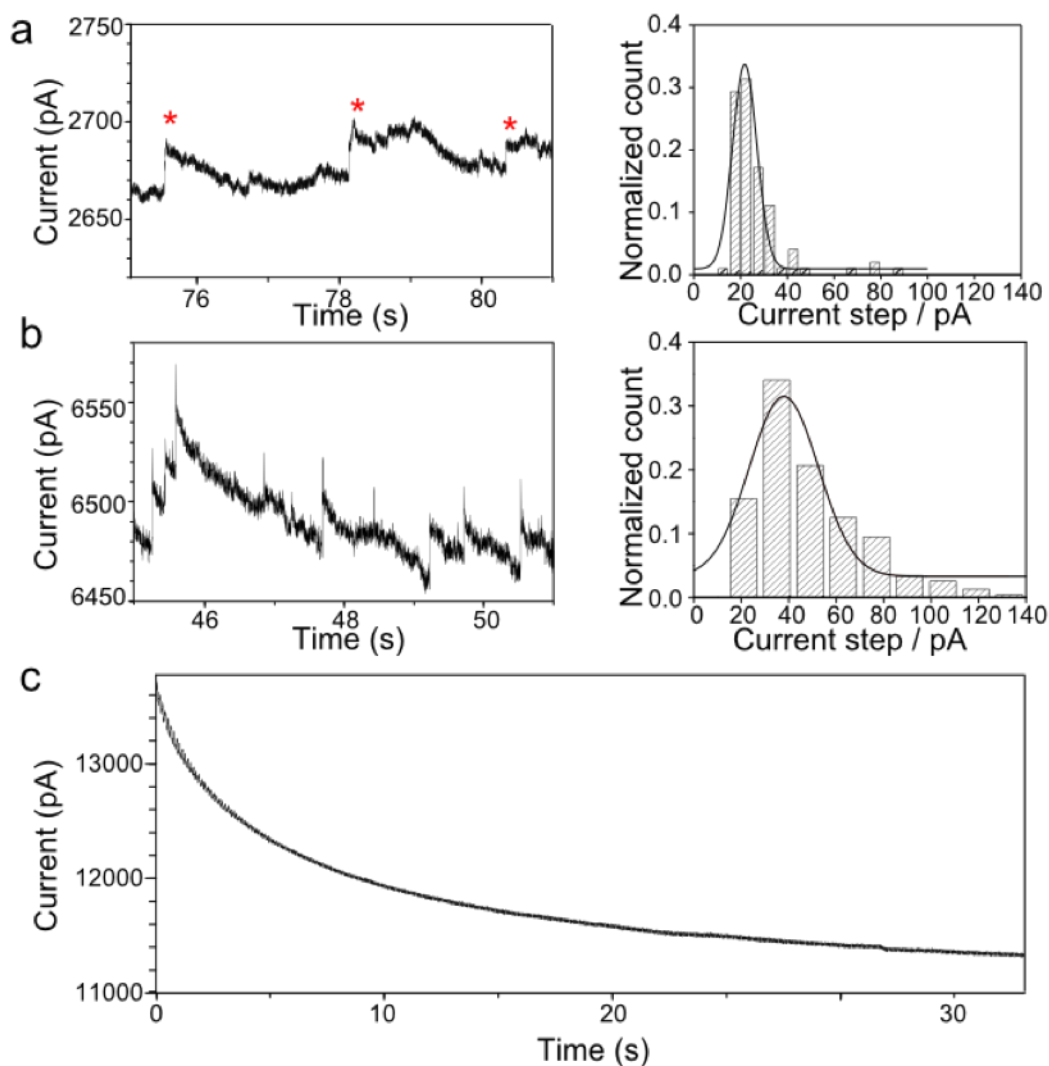 a
Current (pA)
2750
2700
2650
* * *
76 78 80
Time (s)
Normalized count
0.4
0.3
0.2
0.1
0.0
0 20 40 60 80 100 120 140
Current step / pA
b
Current (pA)
6550
6500
6450
46 48 50
Time (s)
Normalized count
0.4
0.3
0.2
0.1
0.0
0 20 40 60 80 100 120 140
Current step / pA
c
Current (pA)
13000
12000
11000
0 10 20 30
Time (s)